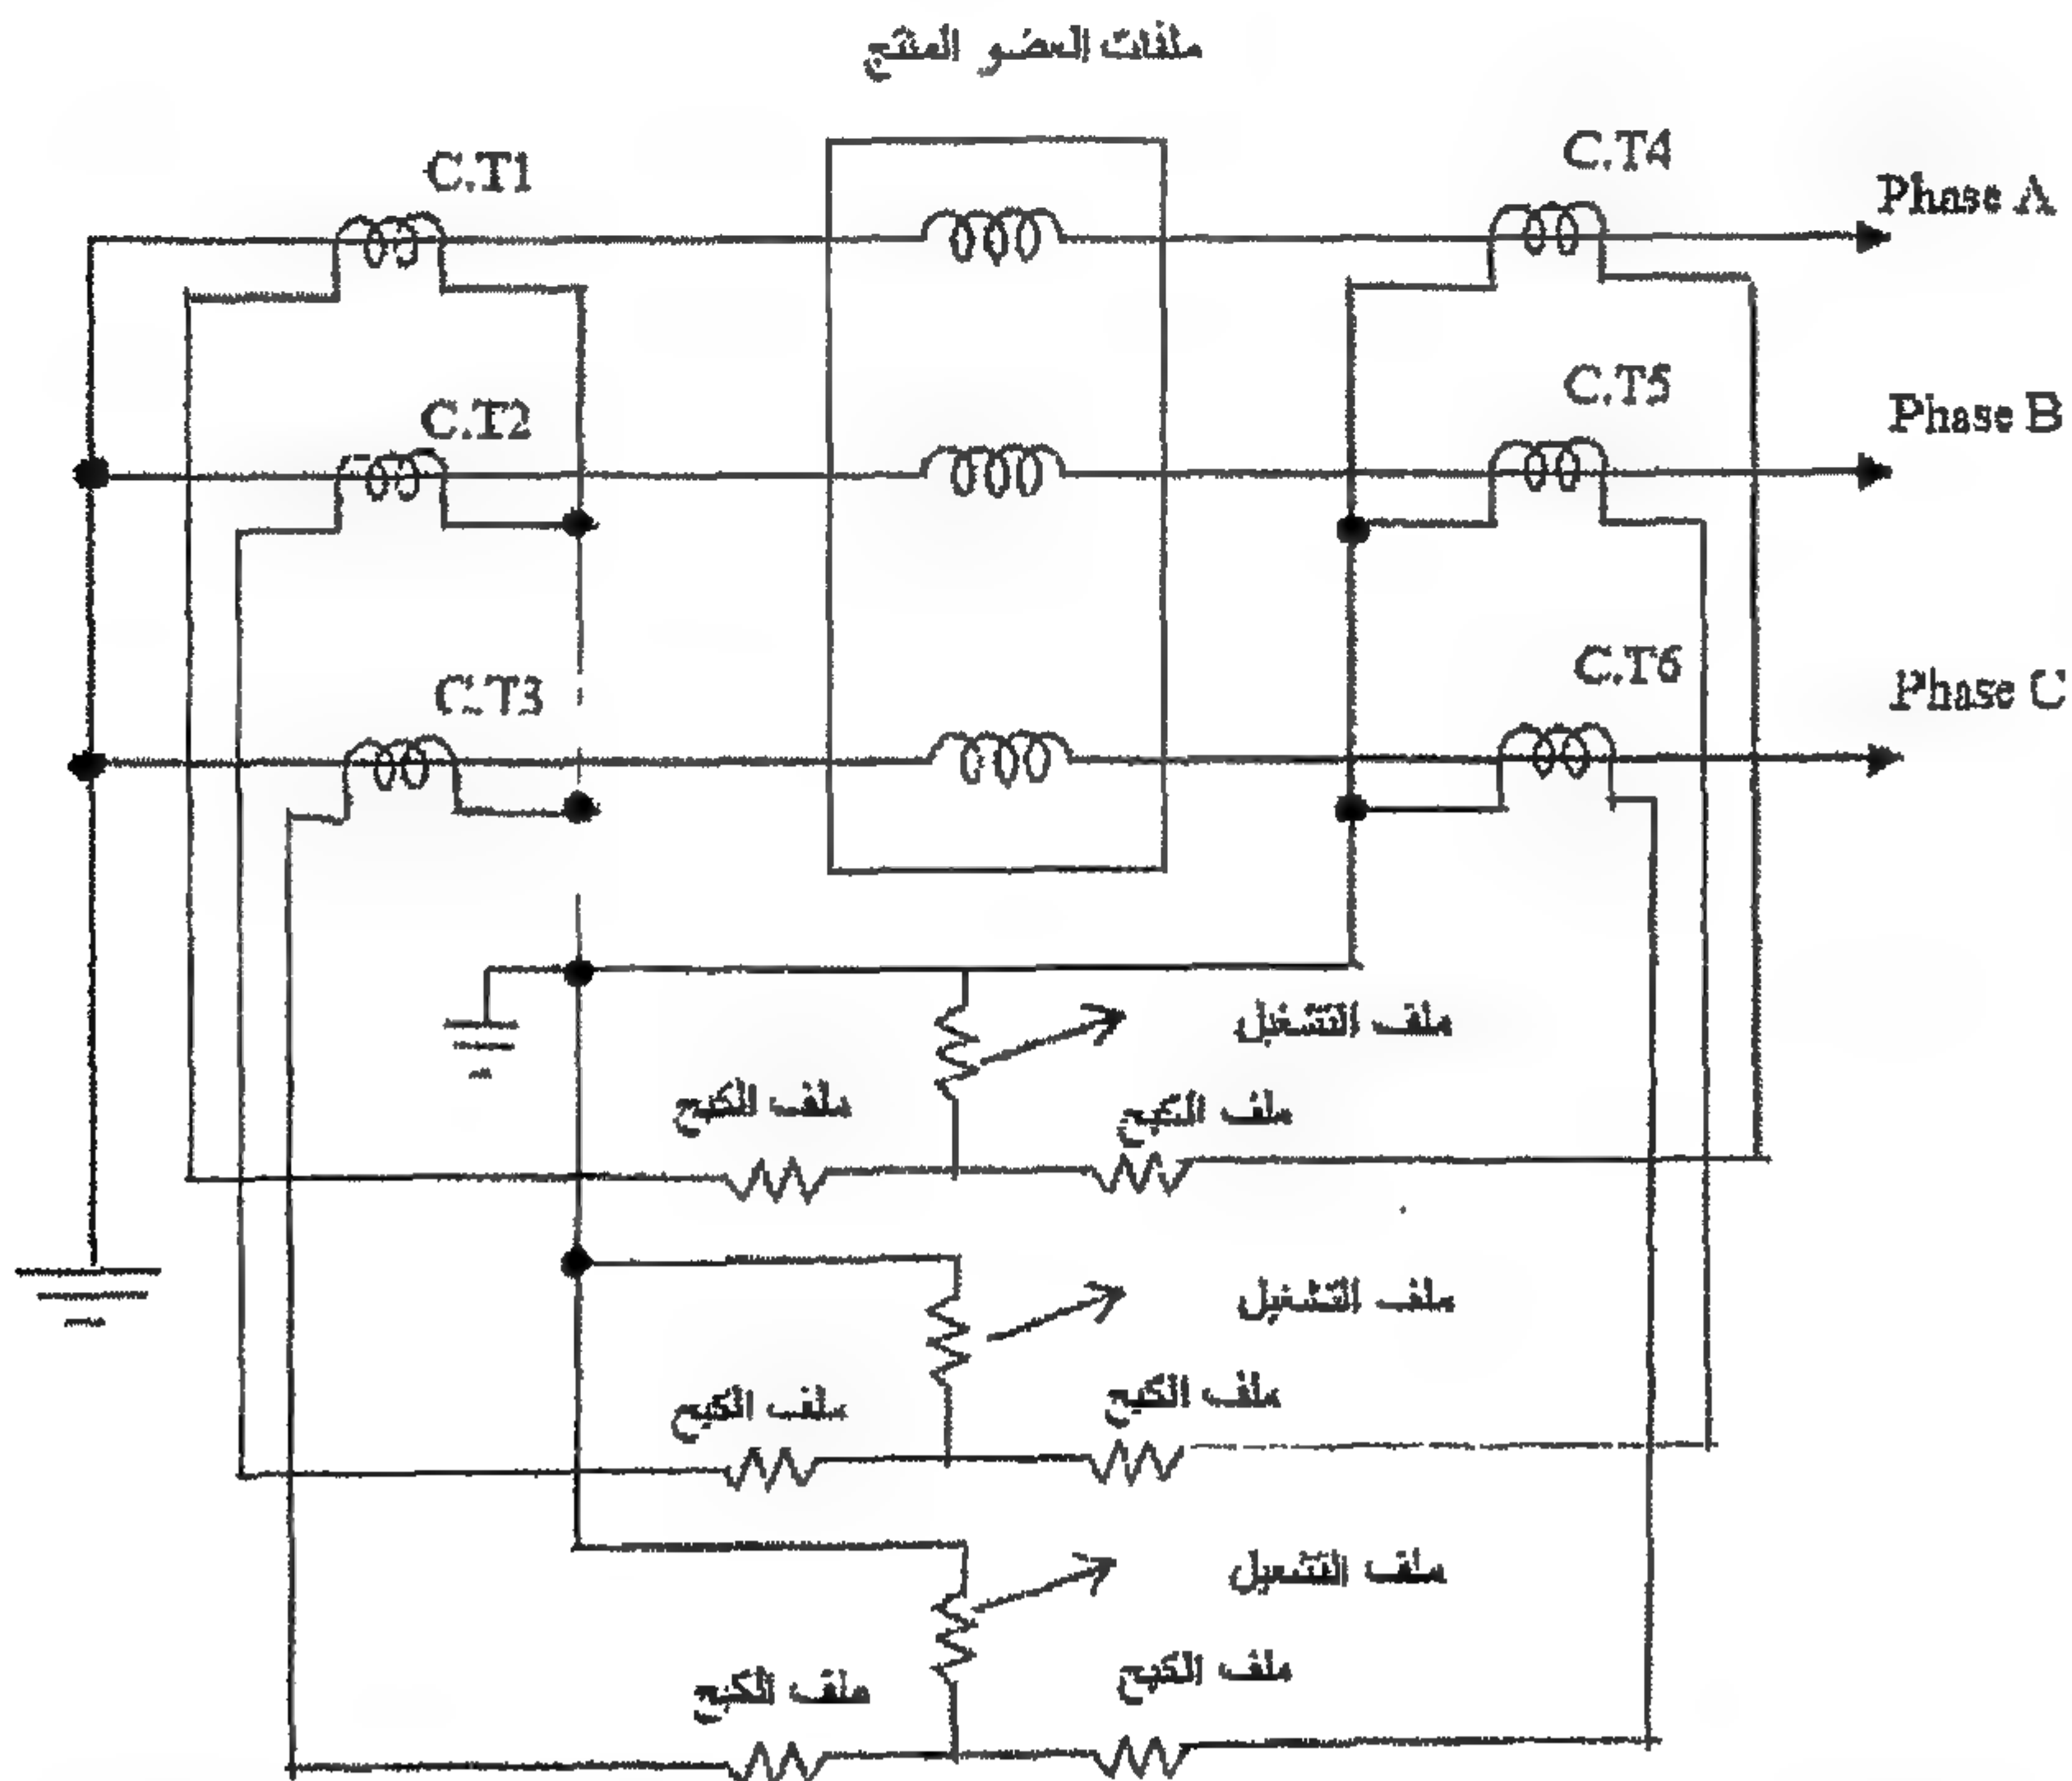 ملفات العضو المنتج
C.T1
C.T4
Phase A
C.T2
C.T5
Phase B
C.T3
C.T6
Phase C
ملف التشغيل
ملف الكبح
ملف الكبح
ملف التشغيل
ملف الكبح
ملف الكبح
ملف التشغيل
ملف الكبح
ملف الكبح